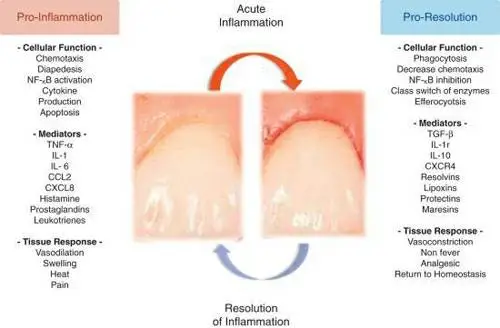 Pro-Inflammation
- Cellular Function -
Chemotaxis
Diapedesis
NF-κB activation
Cytokine
Production
Apoptosis
- Mediators -
TNF-α
IL-1
IL- 6
CCL2
CXCL8
Histamine
Prostaglandins
Leukotrienes
- Tissue Response -
Vasodilation
Swelling
Heat
Pain
Acute
Inflammation
Resolution
of Inflammation
Pro-Resolution
- Cellular Function -
Phagocytosis
Decrease chemotaxis
NF-κB inhibition
Class switch of enzymes
Efferocytosis
- Mediators -
TGF-β
IL-1r
IL-10
CXCR4
Resolvins
Lipoxins
Protectins
Maresins
- Tissue Response -
Vasoconstriction
Non fever
Analgesic
Return to Homeostasis